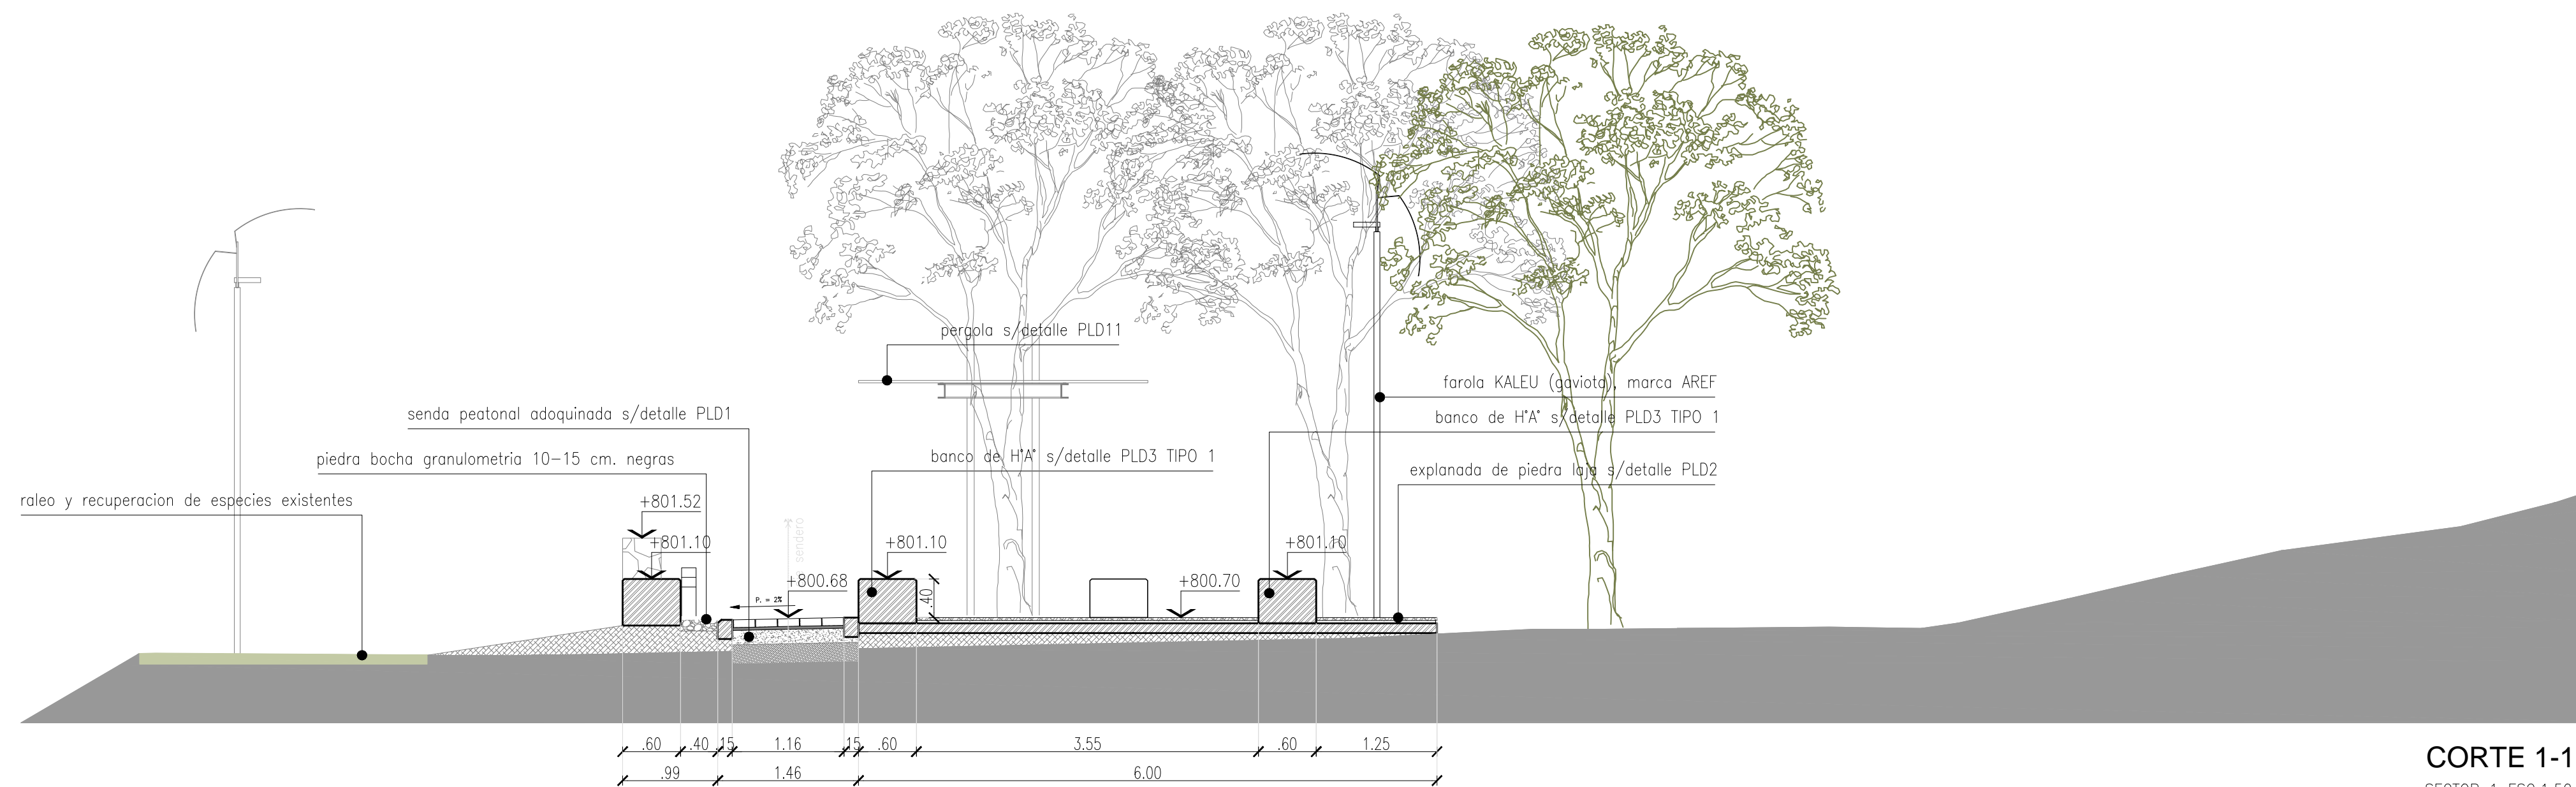 pergola s/detalle PLD11
farola KALEU (gaviota), marca AREF
senda peatonal adoquinada s/detalle PLD1
banco de H°A° s/detalle PLD3 TIPO 1
piedra bocha granulometria 10-15 cm. negras
banco de H°A° s/detalle PLD3 TIPO 1
explanada de piedra laja s/detalle PLD2
raleo y recuperacion de especies existentes
+801.52
+801.10
+801.10
+801.10
sendero
+800.68
+800.70
P. = 2%
.40
.60 .40 .15 1.16 .15 .60 3.55 .60 1.25
.99 1.46 6.00
CORTE 1-1